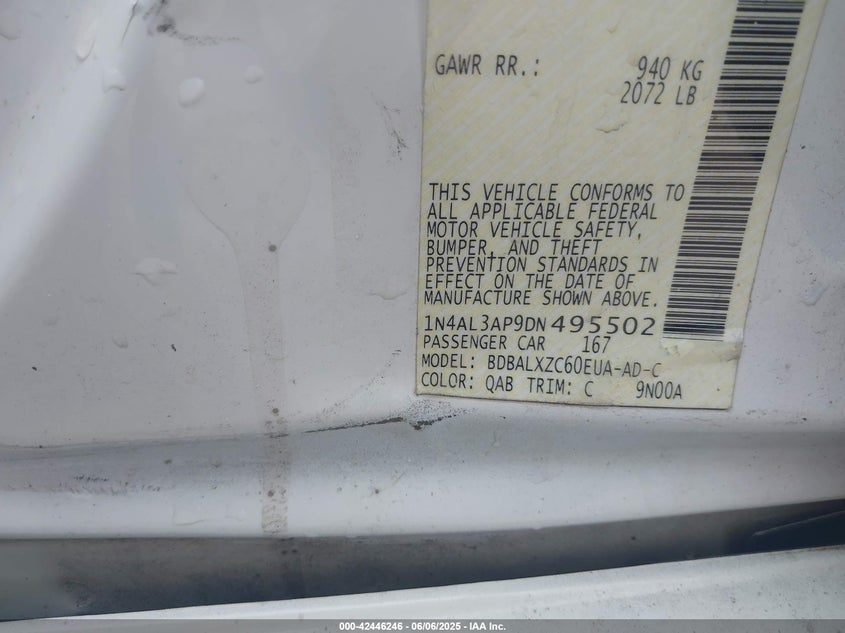 GAWR RR.: 940 KG
2072 LB
THIS VEHICLE CONFORMS TO
ALL APPLICABLE FEDERAL
MOTOR VEHICLE SAFETY,
BUMPER, AND THEFT
PREVENTION STANDARDS IN
EFFECT ON THE DATE OF
MANUFACTURE SHOWN ABOVE.
1N4AL3AP9DN495502
PASSENGER CAR 167
MODEL: BDBALXZC60EUA-AD-C
COLOR: QAB TRIM: C 9N00A
000-42446246 - 06/06/2025 - IAA Inc.